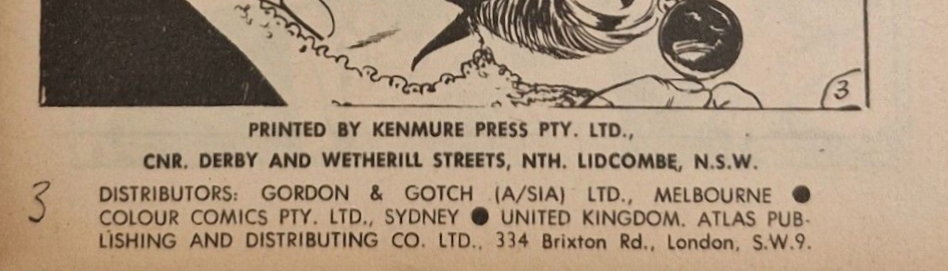 3
PRINTED BY KENMURE PRESS PTY. LTD.,
CNR. DERBY AND WETHERILL STREETS, NTH. LIDCOMBE, N.S.W.
3
DISTRIBUTORS: GORDON & GOTCH (A/SIA) LTD., MELBOURNE ●
COLOUR COMICS PTY. LTD., SYDNEY ● UNITED KINGDOM. ATLAS PUB-
LISHING AND DISTRIBUTING CO. LTD., 334 Brixton Rd., London, S.W.9.